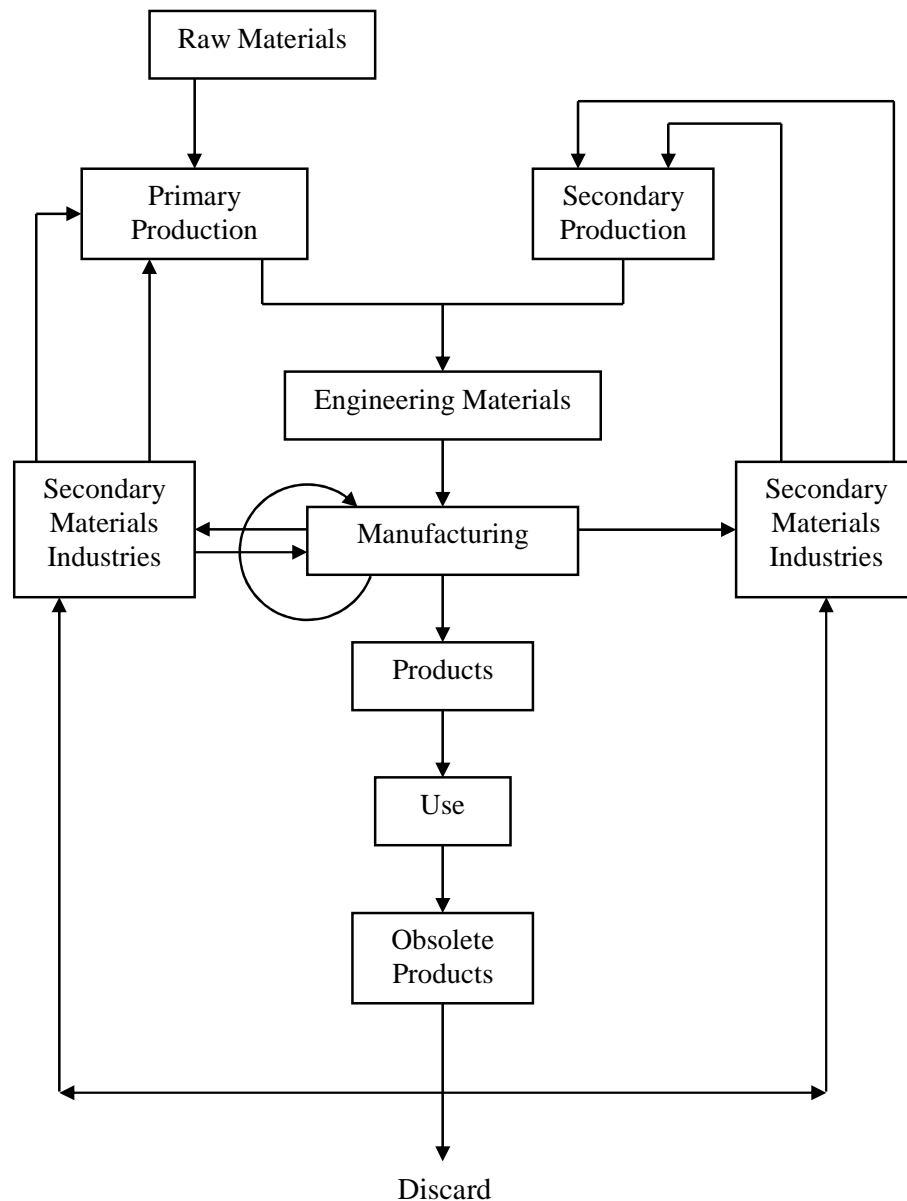 Raw Materials
Primary
Production
Secondary
Production
Engineering Materials
Secondary
Materials
Industries
Manufacturing
Secondary
Materials
Industries
Products
Use
Obsolete
Products
Discard